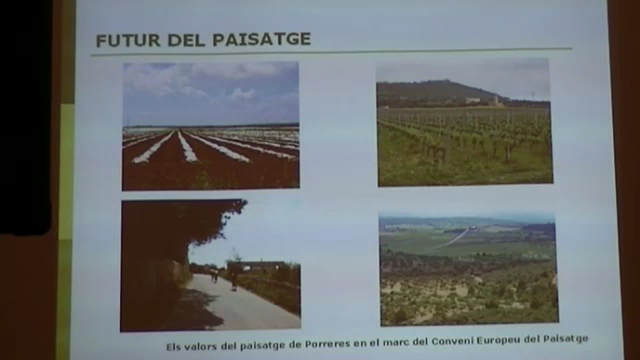 FUTUR DEL PAISATGE
Els valors del paisatge de Porreres en el marc del Conveni Europeu del Paisatge